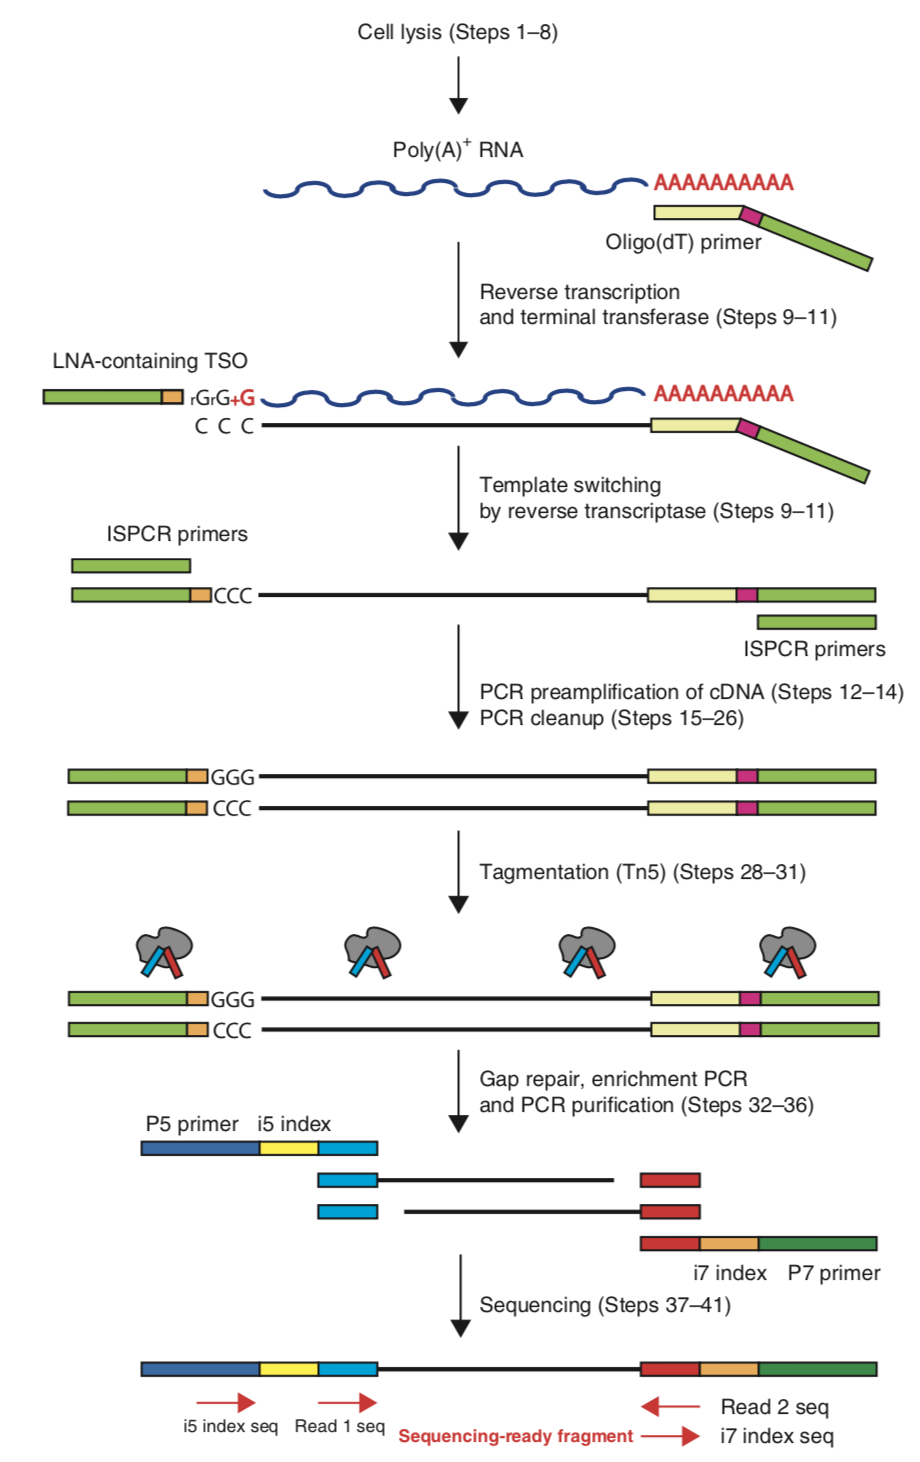 Cell lysis (Steps 1–8)
Poly(A)+ RNA
AAAAAAAAAA
Oligo(dT) primer
Reverse transcription
and terminal transferase (Steps 9–11)
LNA-containing TSO
rGrG+G
AAAAAAAAAA
C C C
Template switching
by reverse transcriptase (Steps 9–11)
ISPCR primers
CCC
ISPCR primers
PCR preamplification of cDNA (Steps 12–14)
PCR cleanup (Steps 15–26)
GGG
CCC
Tagmentation (Tn5) (Steps 28–31)
GGG
CCC
Gap repair, enrichment PCR
and PCR purification (Steps 32–36)
P5 primer i5 index
i7 index P7 primer
Sequencing (Steps 37–41)
i5 index seq Read 1 seq
Read 2 seq
Sequencing-ready fragment
i7 index seq